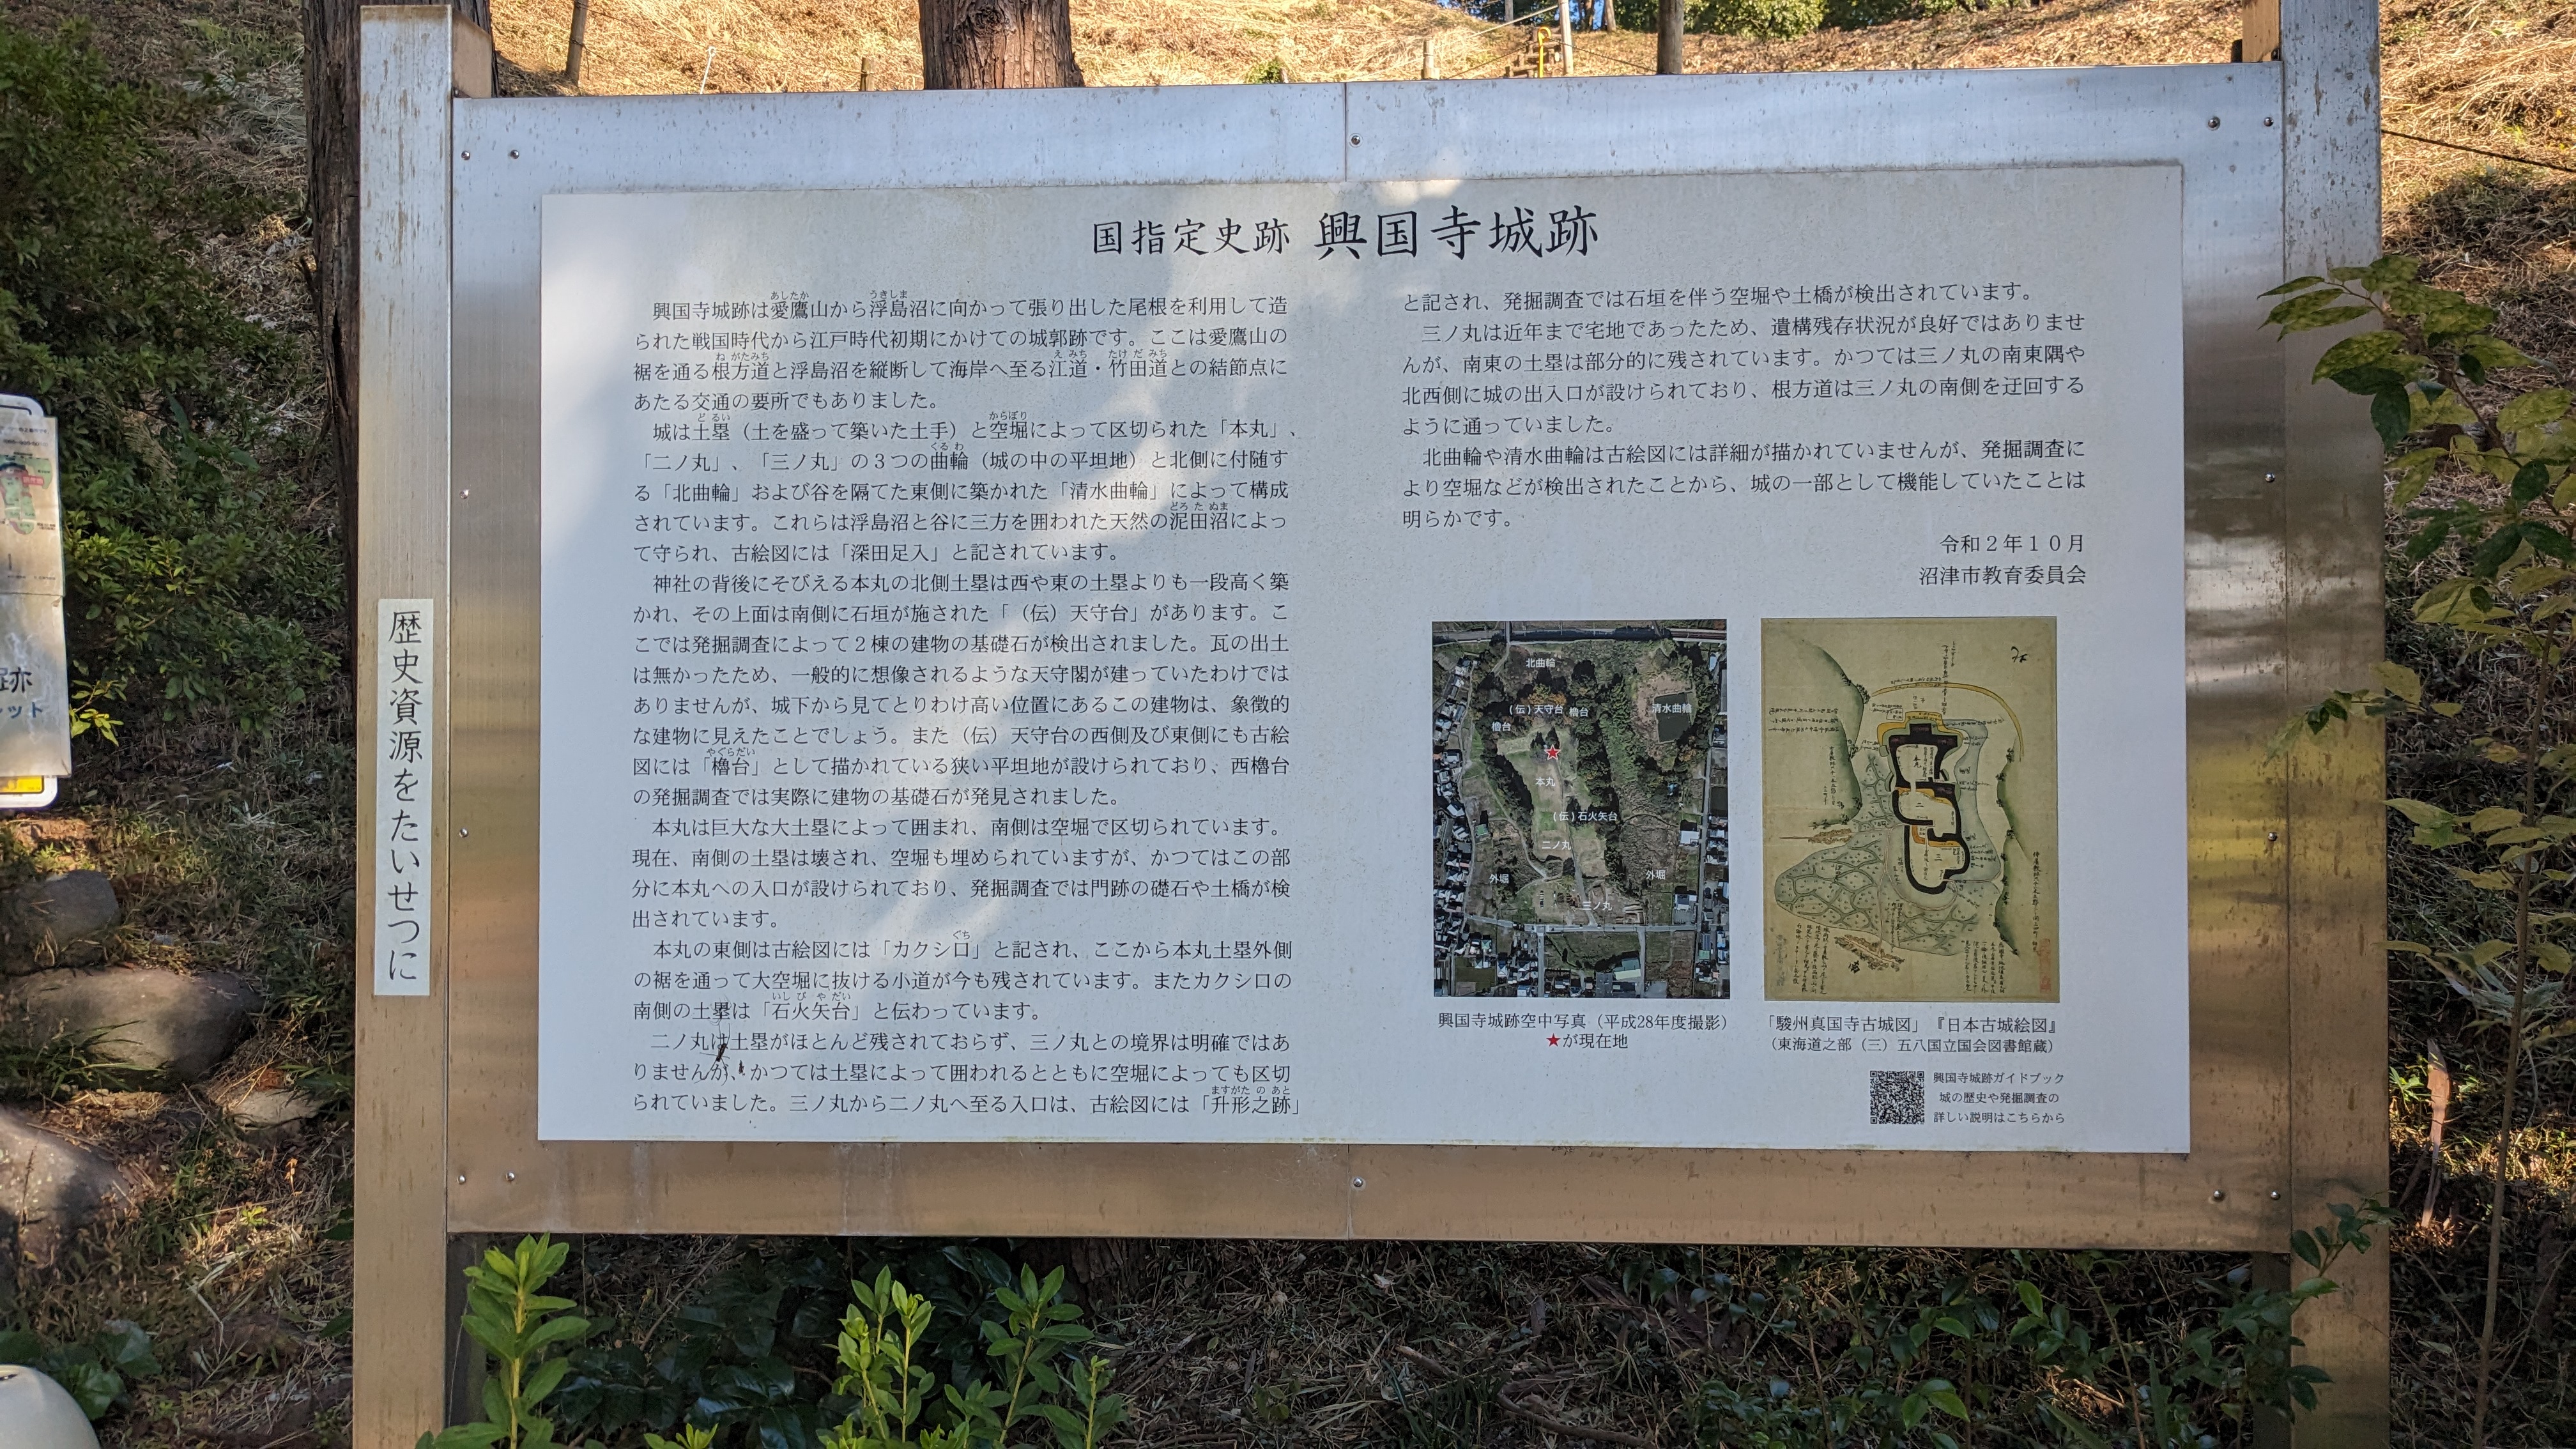 国指定史跡 興国寺城跡
興国寺城跡は愛鷹山から浮島沼に向かって張り出した尾根を利用して造
られた戦国時代から江戸時代初期にかけての城郭跡です。ここは愛鷹山の
裾を通る根方道と浮島沼を縦断して海岸へ至る江道・竹田道との結節点に
あたる交通の要所でもありました。
城は土塁（土を盛って築いた土手）と空堀によって区切られた「本丸」、
「二ノ丸」、「三ノ丸」の３つの曲輪（城の中の平坦地）と北側に付随す
る「北曲輪」および谷を隔てた東側に築かれた「清水曲輪」によって構成
されています。これらは浮島沼と谷に三方を囲われた天然の泥田沼によっ
て守られ、古絵図には「深田足入」と記されています。
神社の背後にそびえる本丸の北側土塁は西や東の土塁よりも一段高く築
かれ、その上面は南側に石垣が施された「（伝）天守台」があります。こ
こでは発掘調査によって２棟の建物の基礎石が検出されました。瓦の出土
は無かったため、一般的に想像されるような天守閣が建っていたわけでは
ありませんが、城下から見てとりわけ高い位置にあるこの建物は、象徴的
な建物に見えたことでしょう。また（伝）天守台の西側及び東側にも古絵
図には「櫓台」として描かれている狭い平坦地が設けられており、西櫓台
の発掘調査では実際に建物の基礎石が発見されました。
本丸は巨大な大土塁によって囲まれ、南側は空堀で区切られています。
現在、南側の土塁は壊され、空堀も埋められていますが、かつてはこの部
分に本丸への入口が設けられており、発掘調査では門跡の礎石や土橋が検
出されています。
本丸の東側は古絵図には「カクシ口」と記され、ここから本丸土塁外側
の裾を通って大空堀に抜ける小道が今も残されています。またカクシロの
南側の土塁は「石火矢台」と伝わっています。
二ノ丸は土塁がほとんど残されておらず、三ノ丸との境界は明確ではあ
りませんが、かつては土塁によって囲われるとともに空堀によっても区切
られていました。三ノ丸から二ノ丸へ至る入口は、古絵図には「升形之跡」
と記され、発掘調査では石垣を伴う空堀や土橋が検出されています。
三ノ丸は近年まで宅地であったため、遺構残存状況が良好ではありませ
んが、南東の土塁は部分的に残されています。かつては三ノ丸の南東隅や
北西側に城の出入口が設けられており、根方道は三ノ丸の南側を迂回する
ように通っていました。
北曲輪や清水曲輪は古絵図には詳細が描かれていませんが、発掘調査に
より空堀などが検出されたことから、城の一部として機能していたことは
明らかです。
令和２年１０月
沼津市教育委員会
北曲輪
（伝）天守台
櫓台
櫓台
清水曲輪
本丸
（伝）石火矢台
二ノ丸
外堀
外堀
三ノ丸
興国寺城跡空中写真（平成28年度撮影）
★が現在地
「駿州真国寺古城図」『日本古城絵図』
（東海道之部（三）五八国立国会図書館蔵）
興国寺城跡ガイドブック
城の歴史や発掘調査の
詳しい説明はこちらから
歴史資源をたいせつに
跡
ット